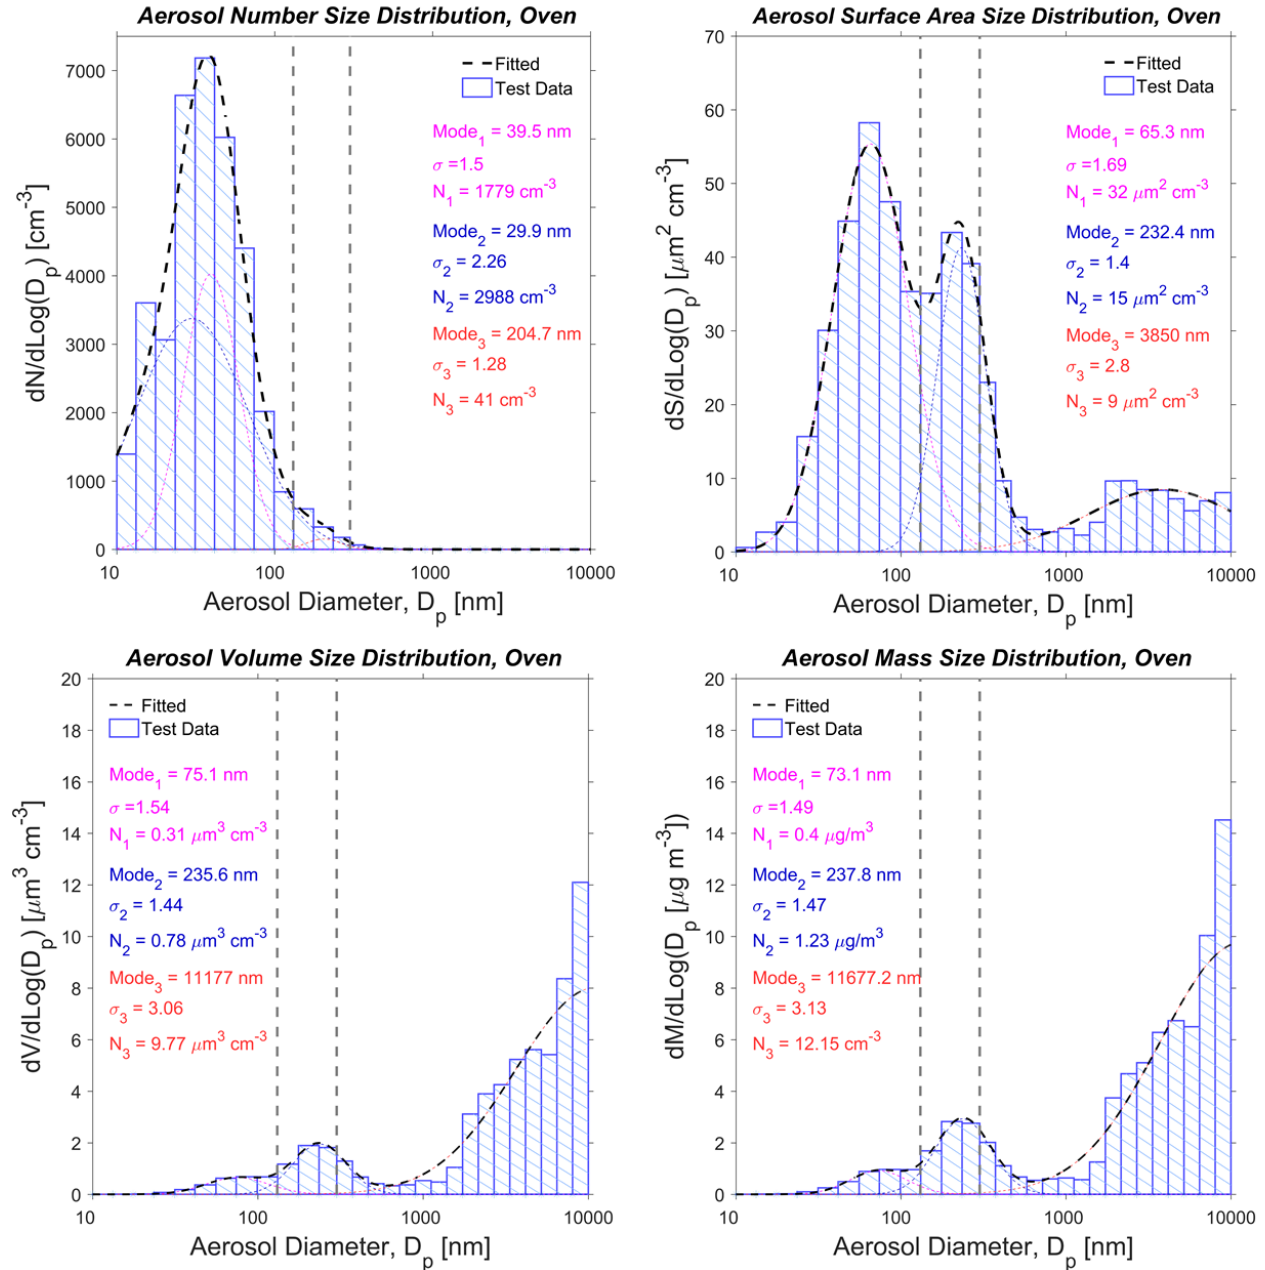 Aerosol Number Size Distribution, Oven
dN/dLog(Dp) [cm-3]
7000
6000
5000
4000
3000
2000
1000
0
Fitted
Test Data
Mode1 = 39.5 nm
σ =1.5
N1 = 1779 cm-3
Mode2 = 29.9 nm
σ2 = 2.26
N2 = 2988 cm-3
Mode3 = 204.7 nm
σ3 = 1.28
N3 = 41 cm-3
10 100 1000 10000
Aerosol Diameter, Dp [nm]
Aerosol Surface Area Size Distribution, Oven
dS/dLog(Dp) [μm2 cm-3]
70
60
50
40
30
20
10
0
Fitted
Test Data
Mode1 = 65.3 nm
σ =1.69
N1 = 32 μm2 cm-3
Mode2 = 232.4 nm
σ2 = 1.4
N2 = 15 μm2 cm-3
Mode3 = 3850 nm
σ3 = 2.8
N3 = 9 μm2 cm-3
10 100 1000 10000
Aerosol Diameter, Dp [nm]
Aerosol Volume Size Distribution, Oven
dV/dLog(Dp) [μm3 cm-3]
20
18
16
14
12
10
8
6
4
2
0
Fitted
Test Data
Mode1 = 75.1 nm
σ =1.54
N1 = 0.31 μm3 cm-3
Mode2 = 235.6 nm
σ2 = 1.44
N2 = 0.78 μm3 cm-3
Mode3 = 11177 nm
σ3 = 3.06
N3 = 9.77 μm3 cm-3
10 100 1000 10000
Aerosol Diameter, Dp [nm]
Aerosol Mass Size Distribution, Oven
dM/dLog(Dp [μg m-3])
20
18
16
14
12
10
8
6
4
2
0
Fitted
Test Data
Mode1 = 73.1 nm
σ =1.49
N1 = 0.4 μg/m3
Mode2 = 237.8 nm
σ2 = 1.47
N2 = 1.23 μg/m3
Mode3 = 11677.2 nm
σ3 = 3.13
N3 = 12.15 cm-3
10 100 1000 10000
Aerosol Diameter, Dp [nm]